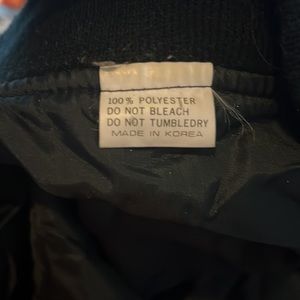 100% POLYESTER
DO NOT BLEACH
DO NOT TUMBLEDRY
MADE IN KOREA